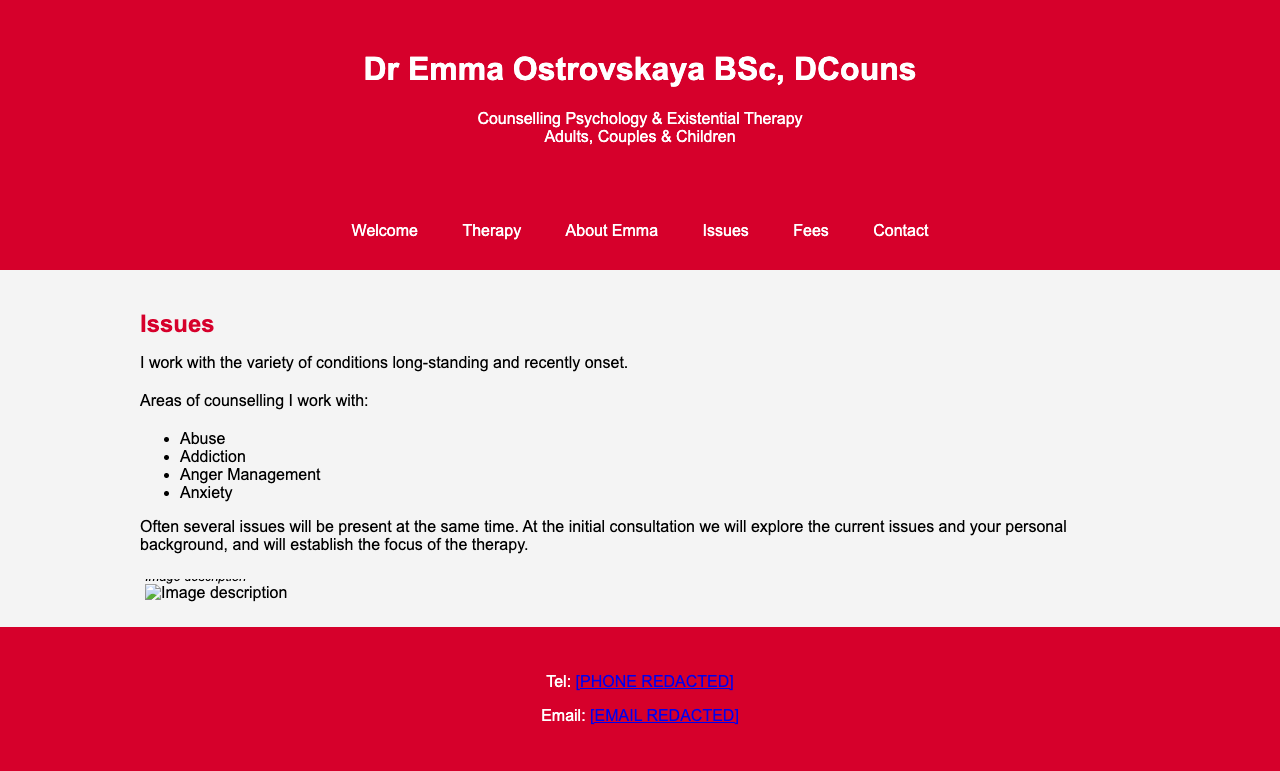 Dr Emma Ostrovskaya BSc, DCouns
Counselling Psychology & Existential Therapy
Adults, Couples & Children
Welcome Therapy About Emma Issues Fees Contact
Issues
I work with the variety of conditions long-standing and recently onset.
Areas of counselling I work with:
• Abuse
• Addiction
• Anger Management
• Anxiety
Often several issues will be present at the same time. At the initial consultation we will explore the current issues and your personal
background, and will establish the focus of the therapy.
Image description
Image description
Tel: [PHONE REDACTED]
Email: [EMAIL REDACTED]